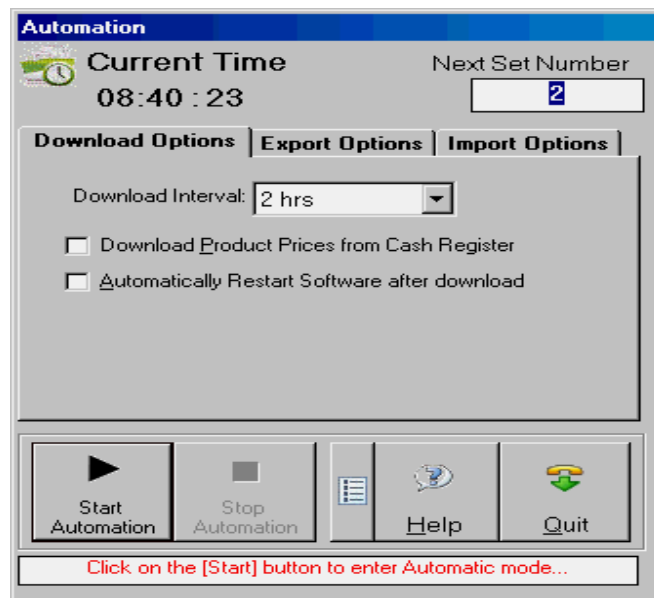 Automation
Current Time
Next Set Number
08:40 : 23
2
Download Options
Export Options
Import Options
Download Interval:
2 hrs
Download Product Prices from Cash Register
Automatically Restart Software after download
Start
Automation
Stop
Automation
Help
Quit
Click on the [Start] button to enter Automatic mode...